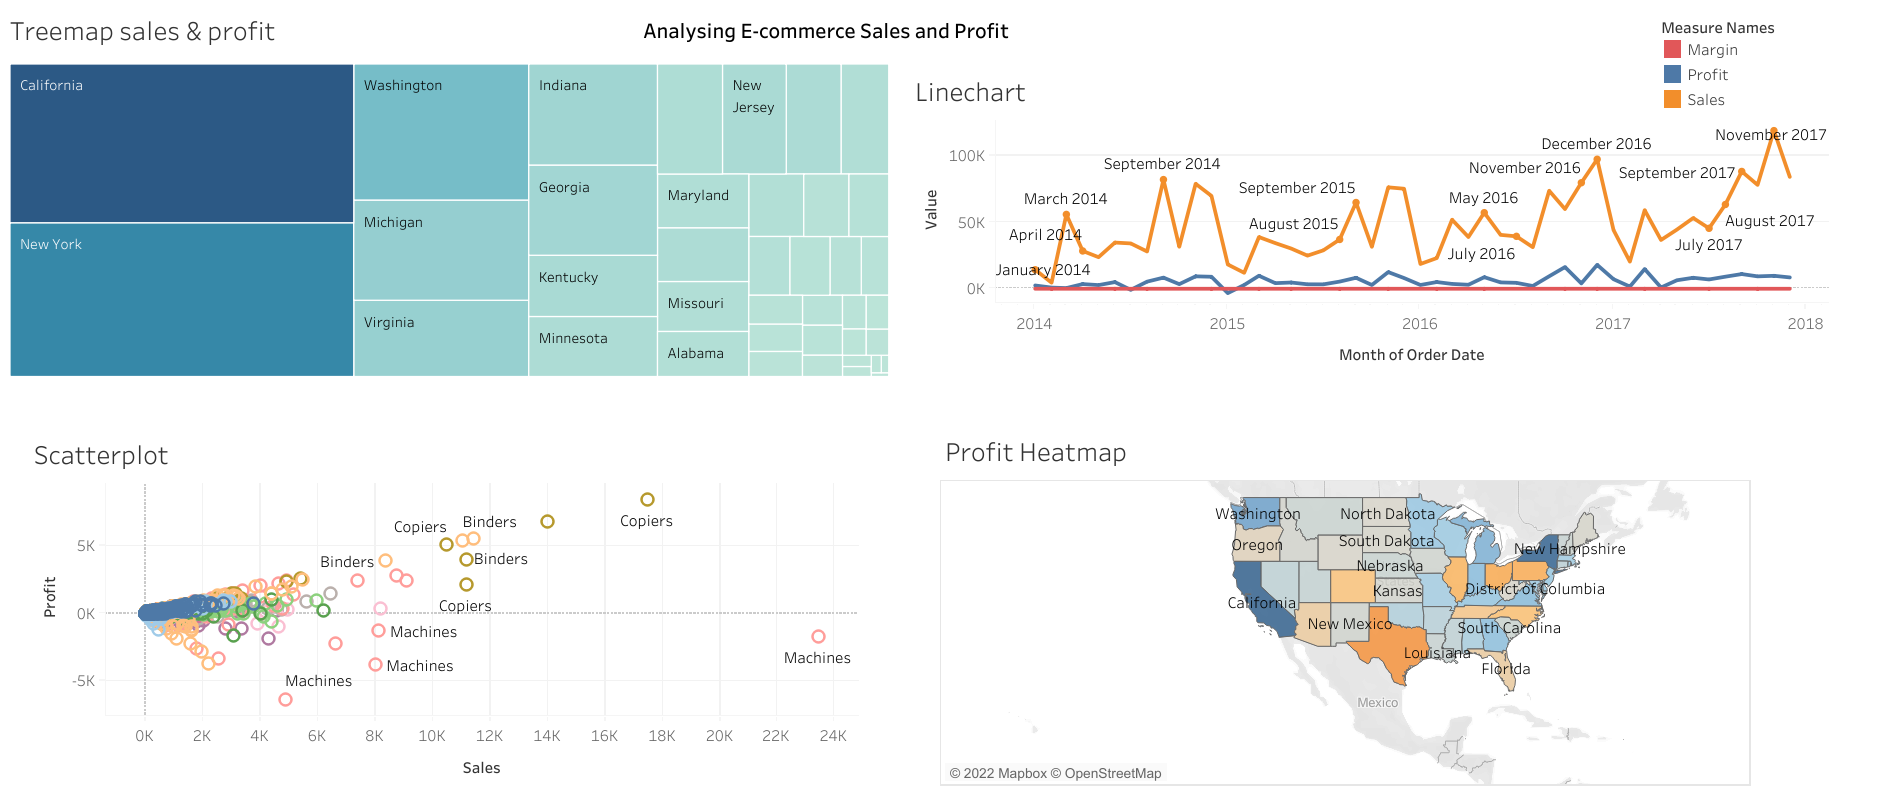 Treemap sales & profit
Analysing E-commerce Sales and Profit
Measure Names
Margin
Profit
Sales
California
New York
Washington
Michigan
Virginia
Indiana
Georgia
Kentucky
Minnesota
New
Jersey
Maryland
Missouri
Alabama
Linechart
Value
100K
50K
0K
January 2014
April 2014
March 2014
September 2014
September 2015
August 2015
May 2016
July 2016
November 2016
December 2016
September 2017
November 2017
August 2017
July 2017
2014
2015
2016
2017
2018
Month of Order Date
Scatterplot
Profit
5K
0K
-5K
Copiers
Binders
Copiers
Binders
Binders
Copiers
Machines
Machines
Machines
Machines
0K
2K
4K
6K
8K
10K
12K
14K
16K
18K
20K
22K
24K
Sales
Profit Heatmap
Washington
North Dakota
Oregon
South Dakota
New Hampshire
Nebraska
Kansas
District of Columbia
California
New Mexico
South Carolina
Louisiana
Florida
Mexico
© 2022 Mapbox © OpenStreetMap